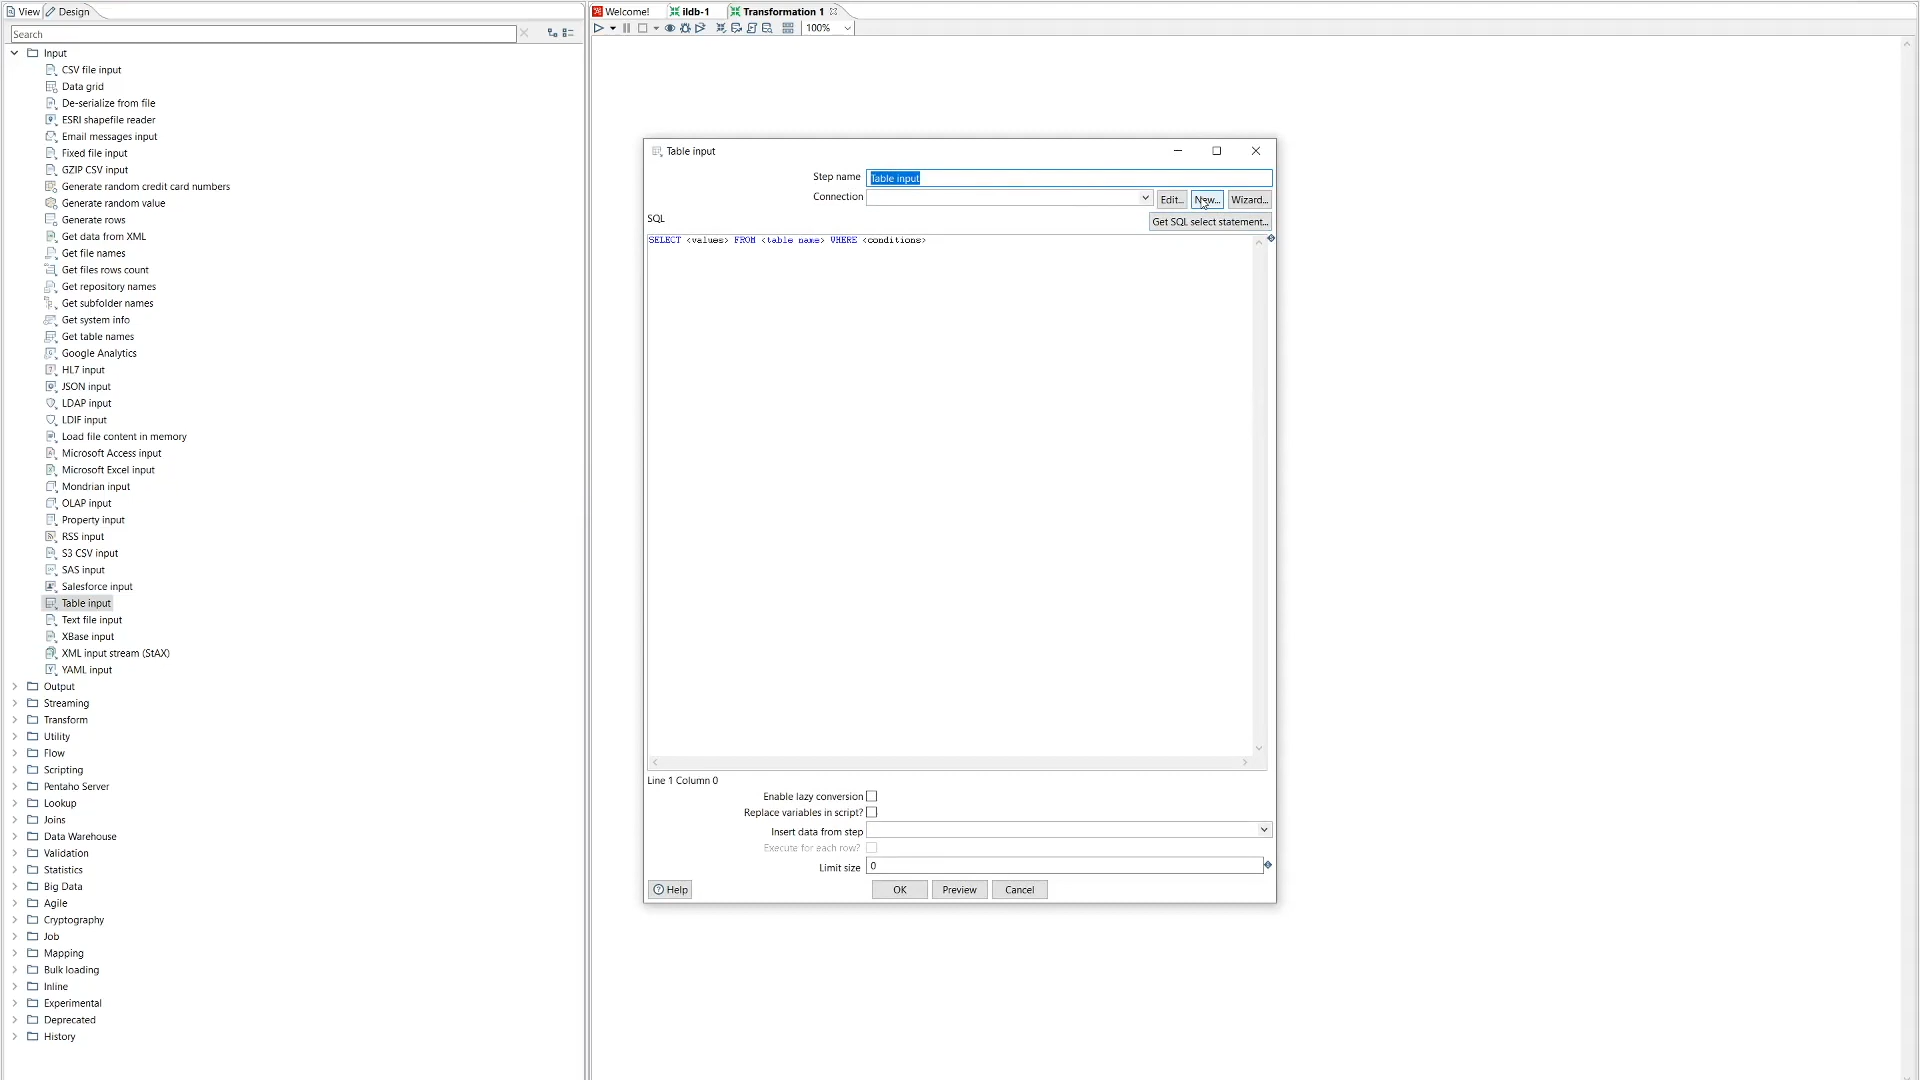 View
Design
Welcome!
ildb-1
Transformation 1
100%
Search
Input
CSV file input
Data grid
De-serialize from file
ESRI shapefile reader
Email messages input
Fixed file input
GZIP CSV input
Generate random credit card numbers
Generate random value
Generate rows
Get data from XML
Get file names
Get files rows count
Get repository names
Get subfolder names
Get system info
Get table names
Google Analytics
HL7 input
JSON input
LDAP input
LDIF input
Load file content in memory
Microsoft Access input
Microsoft Excel input
Mondrian input
OLAP input
Property input
RSS input
S3 CSV input
SAS input
Salesforce input
Table input
Text file input
XBase input
XML input stream (StAX)
YAML input
Output
Streaming
Transform
Utility
Flow
Scripting
Pentaho Server
Lookup
Joins
Data Warehouse
Validation
Statistics
Big Data
Agile
Cryptography
Job
Mapping
Bulk loading
Inline
Experimental
Deprecated
History
Table input
Step name Table input
Connection Edit... New... Wizard...
SQL Get SQL select statement...
SELECT <values> FROM <table name> WHERE <conditions>
Line 1 Column 0
Enable lazy conversion
Replace variables in script?
Insert data from step
Execute for each row?
Limit size 0
Help OK Preview Cancel